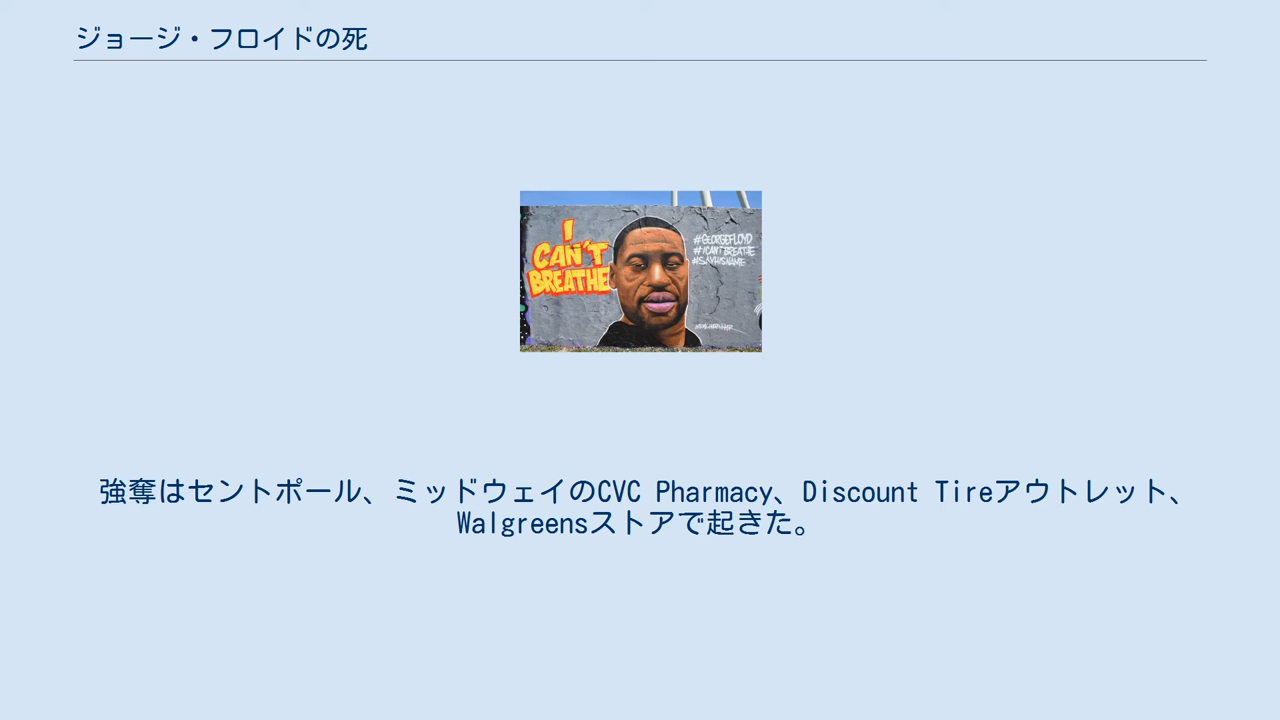 ジョージ・フロイドの死
I
CAN'T
BREATHE
#GEORGEFLOYD
#ICANTBREATHE
#SAYHISNAME
強奪はセントポール、ミッドウェイのCVC Pharmacy、Discount Tireアウトレット、
Walgreensストアで起きた。